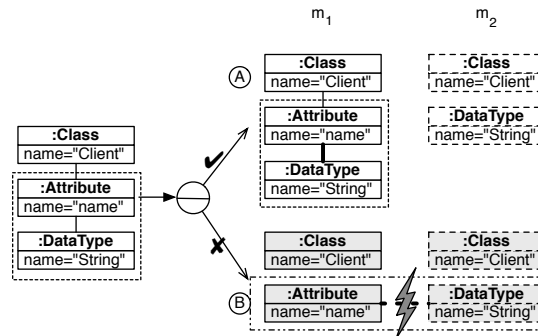 m1
m2
A
:Class
name="Client"
:Class
name="Client"
:Attribute
name="name"
:DataType
name="String"
:DataType
name="String"
:Class
name="Client"
:Attribute
name="name"
:DataType
name="String"
:Class
name="Client"
:Class
name="Client"
B
:Attribute
name="name"
:DataType
name="String"